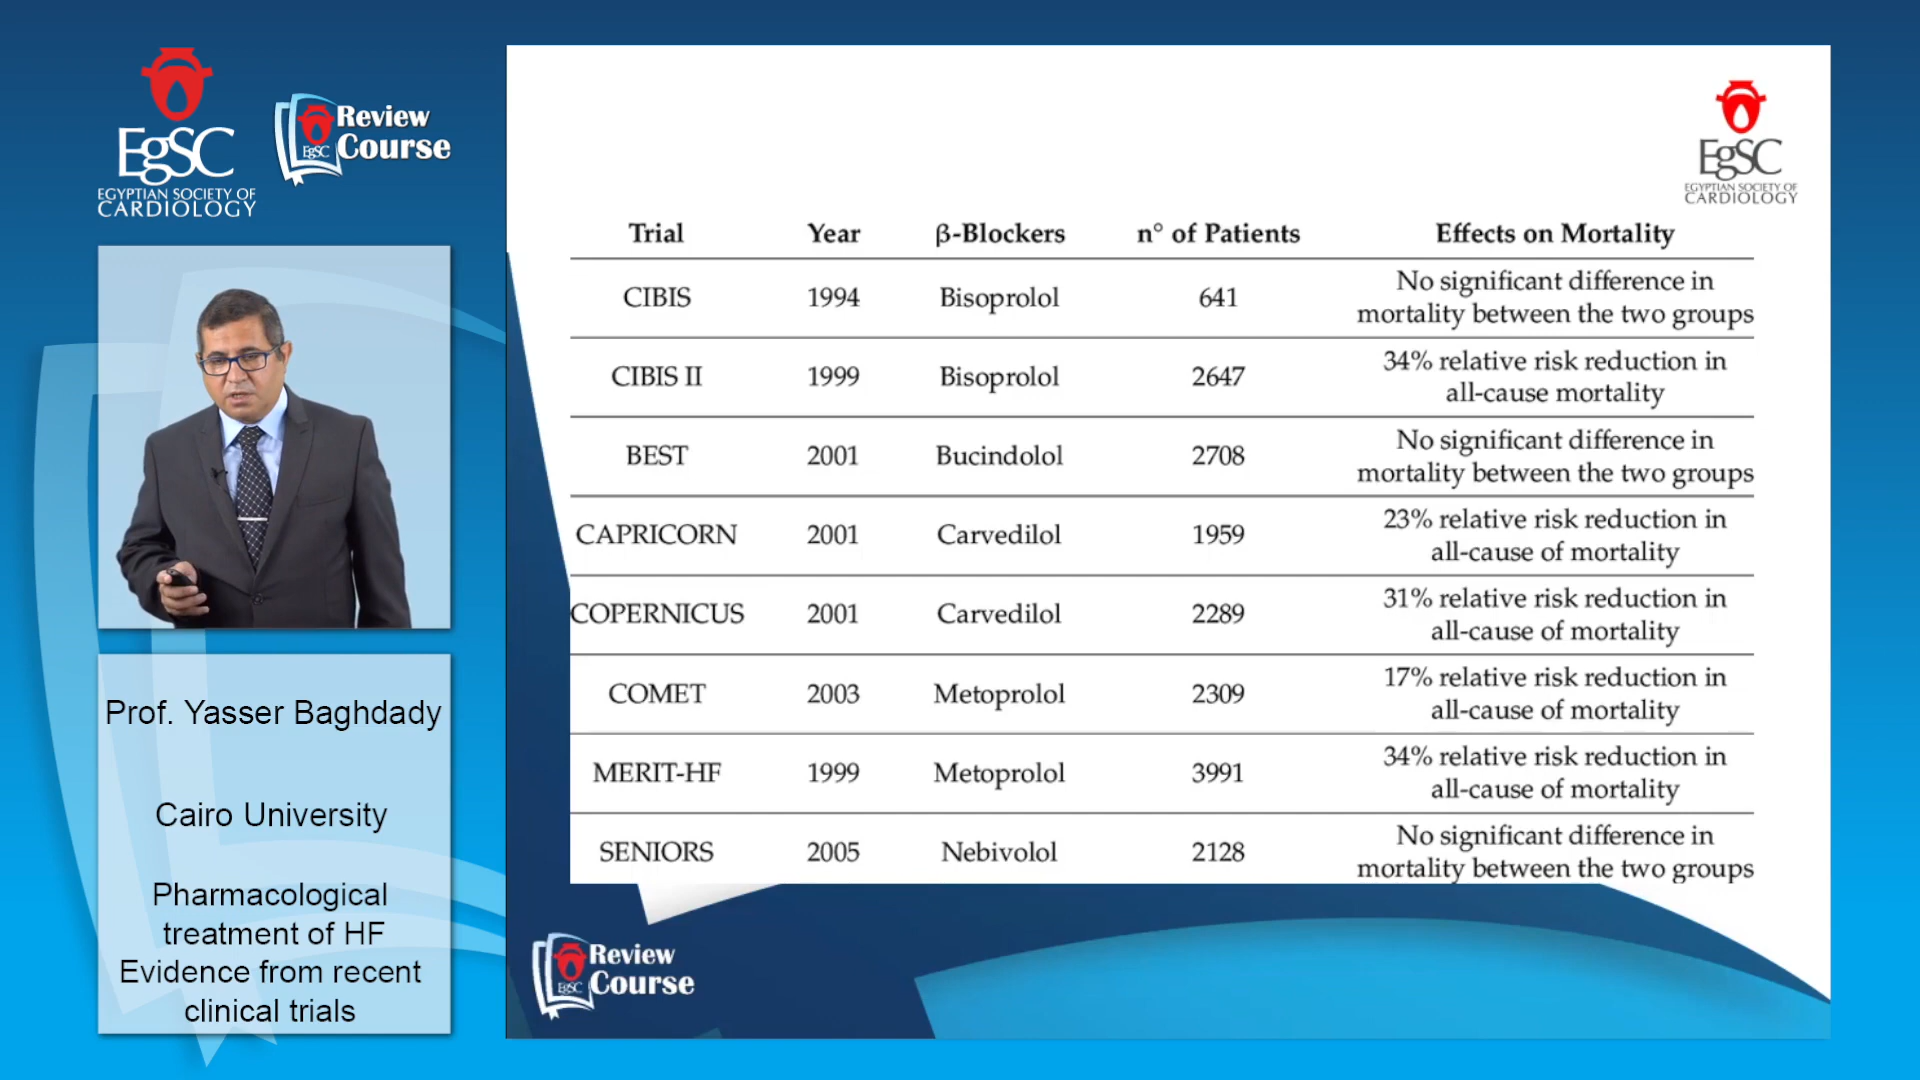 EgSC
EGYPTIAN SOCIETY OF
CARDIOLOGY
EgSC
Review
Course
Prof. Yasser Baghdady
Cairo University
Pharmacological
treatment of HF
Evidence from recent
clinical trials
EgSC
EGYPTIAN SOCIETY OF
CARDIOLOGY
Trial Year β-Blockers n° of Patients Effects on Mortality
CIBIS 1994 Bisoprolol 641 No significant difference in
mortality between the two groups
CIBIS II 1999 Bisoprolol 2647 34% relative risk reduction in
all-cause mortality
BEST 2001 Bucindolol 2708 No significant difference in
mortality between the two groups
CAPRICORN 2001 Carvedilol 1959 23% relative risk reduction in
all-cause of mortality
COPERNICUS 2001 Carvedilol 2289 31% relative risk reduction in
all-cause of mortality
COMET 2003 Metoprolol 2309 17% relative risk reduction in
all-cause of mortality
MERIT-HF 1999 Metoprolol 3991 34% relative risk reduction in
all-cause of mortality
SENIORS 2005 Nebivolol 2128 No significant difference in
mortality between the two groups
EgSC
Review
Course